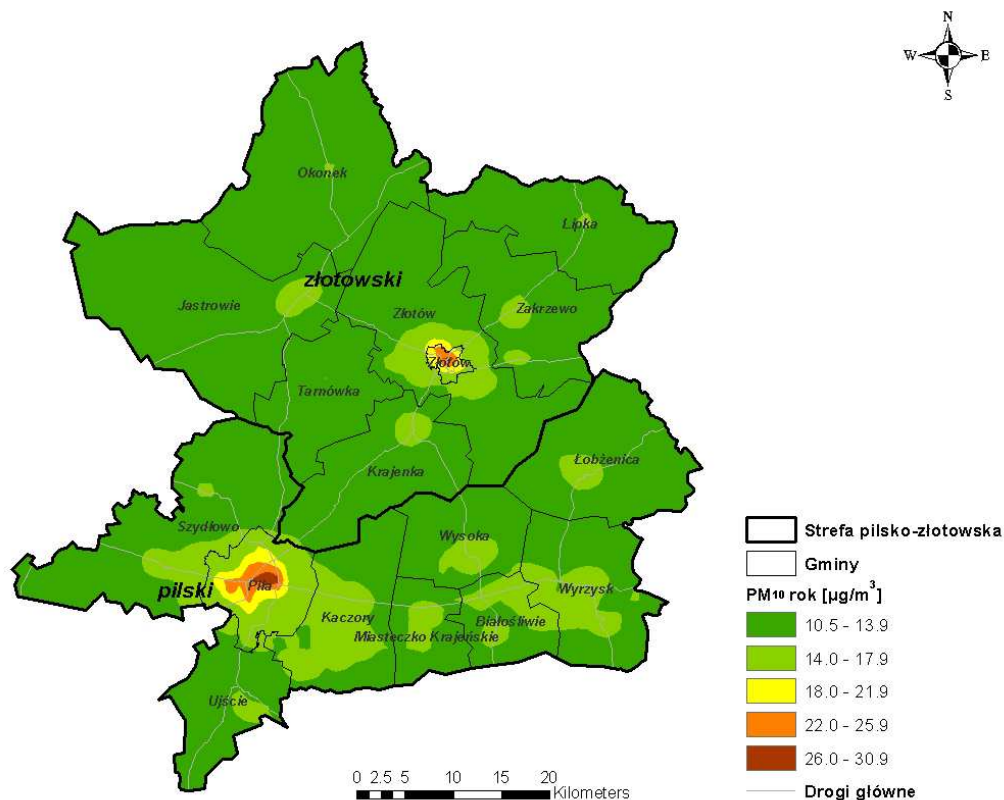 N
W E
S
Okonek
Lipka
złotowski
Jastrowie
Złotów
Zakrzewo
Złotów
Tarnówka
Krajenka
Łobżenica
Szydłowo
Wysoka
pilski
Piła
Wyrzysk
Kaczory
Białośliwie
Miasteczko Krajeńskie
Ujście
Strefa pilsko-złotowska
Gminy
PM10 rok [µg/m³]
10.5 - 13.9
14.0 - 17.9
18.0 - 21.9
22.0 - 25.9
26.0 - 30.9
Drogi główne
0 2.5 5 10 15 20
Kilometers